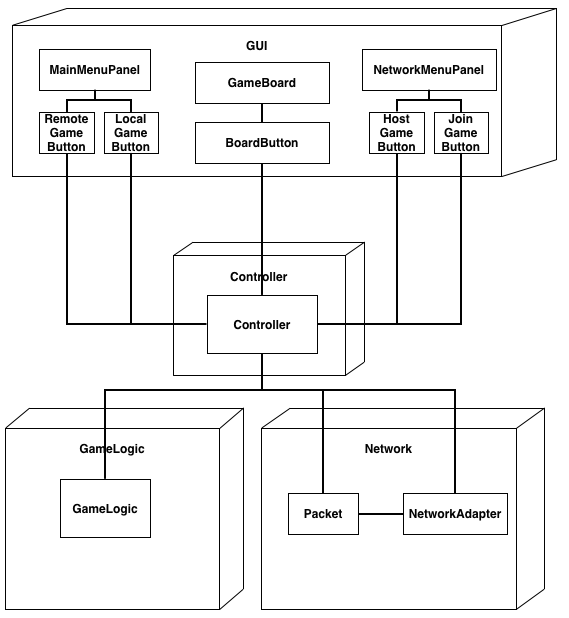 GUI
MainMenuPanel
GameBoard
NetworkMenuPanel
Remote
Game
Button
Local
Game
Button
BoardButton
Host
Game
Button
Join
Game
Button
Controller
Controller
GameLogic
GameLogic
Network
Packet
NetworkAdapter